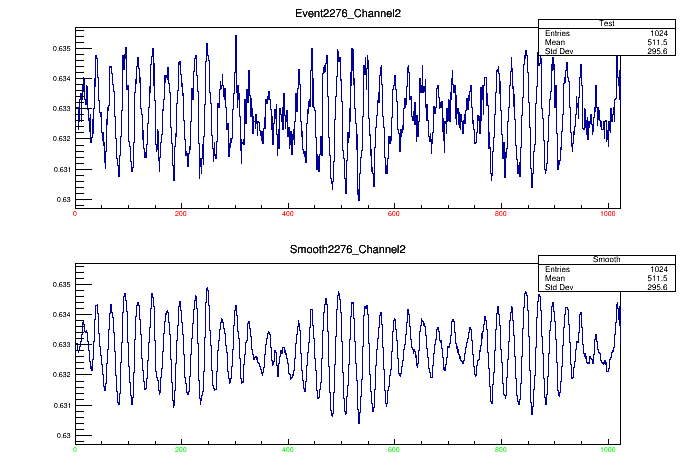 Event2276_Channel2
Test
Entries 1024
Mean 511.5
Std Dev 295.6
0.635
0.634
0.633
0.632
0.631
0.63
0 200 400 600 800 1000
Smooth2276_Channel2
Smooth
Entries 1024
Mean 511.5
Std Dev 295.6
0.635
0.634
0.633
0.632
0.631
0.63
0 200 400 600 800 1000